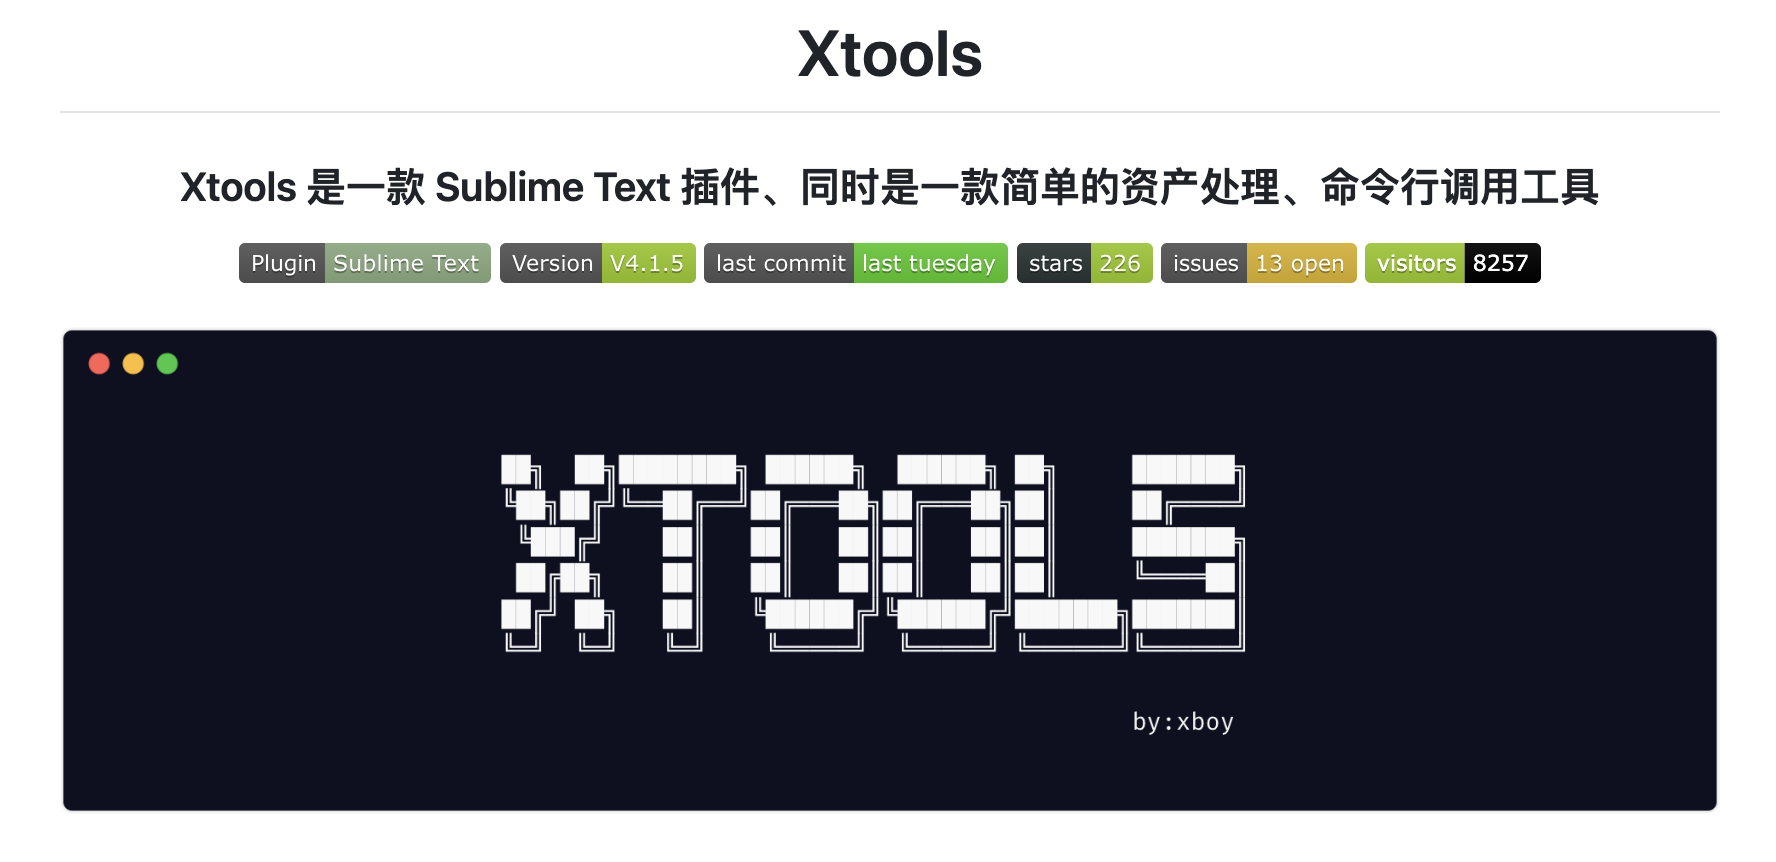 Xtools
Xtools 是一款 Sublime Text 插件、同时是一款简单的资产处理、命令行调用工具
Plugin Sublime Text Version V4.1.5 last commit last tuesday stars 226 issues 13 open visitors 8257
XTOOLS
by:xboy